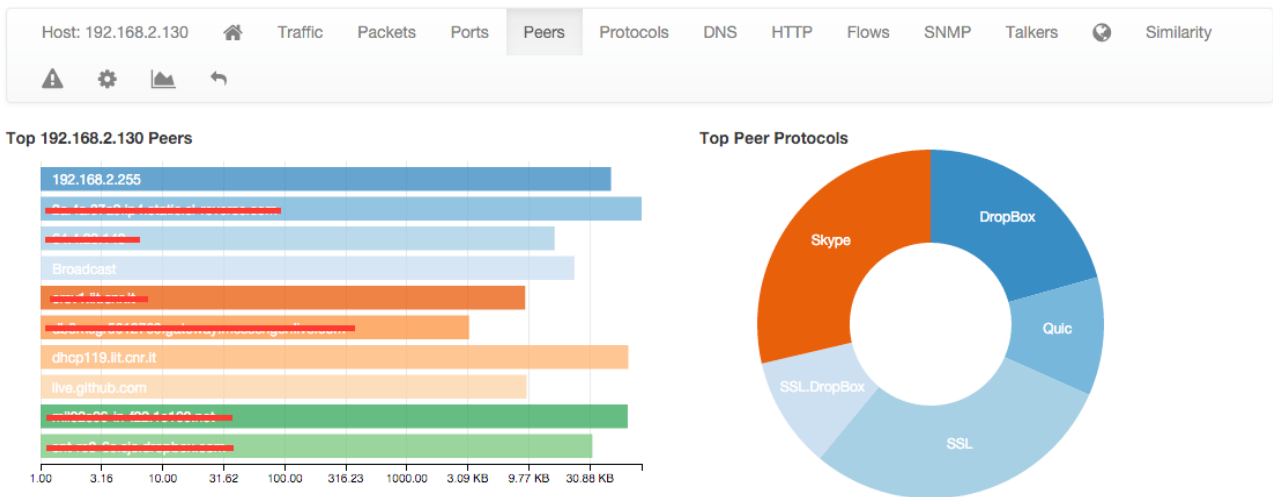 Host: 192.168.2.130 Traffic Packets Ports Peers Protocols DNS HTTP Flows SNMP Talkers Similarity
Top 192.168.2.130 Peers
192.168.2.255
Broadcast
dhcp119.iit.cnr.it
live.github.com
1.00 3.16 10.00 31.62 100.00 316.23 1000.00 3.09 KB 9.77 KB 30.88 KB
Top Peer Protocols
DropBox
Skype
Quic
SSL.DropBox
SSL